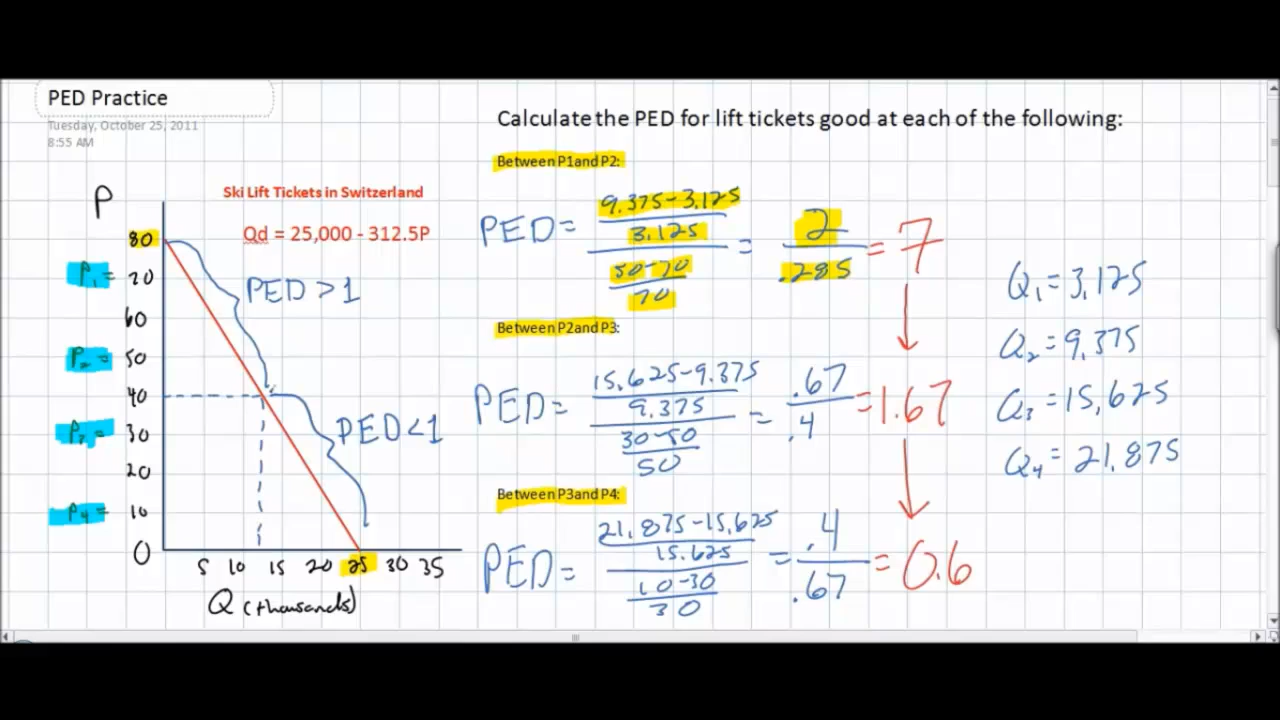 PED Practice
Tuesday, October 25, 2011
8:55 AM
Calculate the PED for lift tickets good at each of the following:
Ski Lift Tickets in Switzerland
Qd = 25,000 - 312.5P
P
80
P1= 70
60
P2= 50
40
P3= 30
20
P4= 10
0
5 10 15 20 25 30 35
Q (thousands)
PED > 1
PED < 1
Between P1and P2:
9.375-3.125
3.125
PED= = 2 = 7
50-70 .285
70
Between P2and P3:
15.625-9.375
9.375 .67
PED= = =1.67
30-50 .4
50
Between P3and P4:
21.875-15.625
15.625 .4
PED= = = 0.6
10-30 .67
30
Q1=3,125
Q2=9,375
Q3=15,625
Q4=21,875